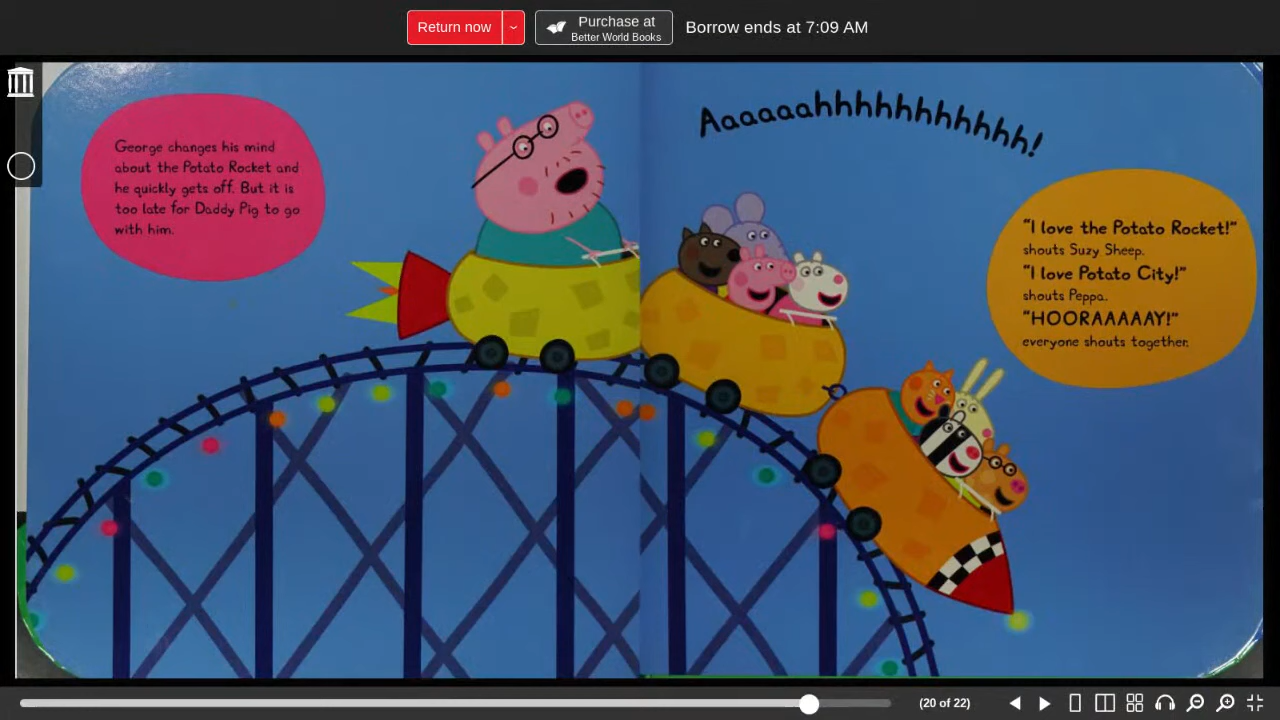 Return now
Purchase at
Better World Books
Borrow ends at 7:09 AM
George changes his mind
about the Potato Rocket and
he quickly gets off. But it is
too late for Daddy Pig to go
with him.
Aaaaaahhhhhhhhhhhh!
"I love the Potato Rocket!"
shouts Suzy Sheep.
"I love Potato City!"
shouts Peppa.
"HOORAAAAAY!"
everyone shouts together.
(20 of 22)